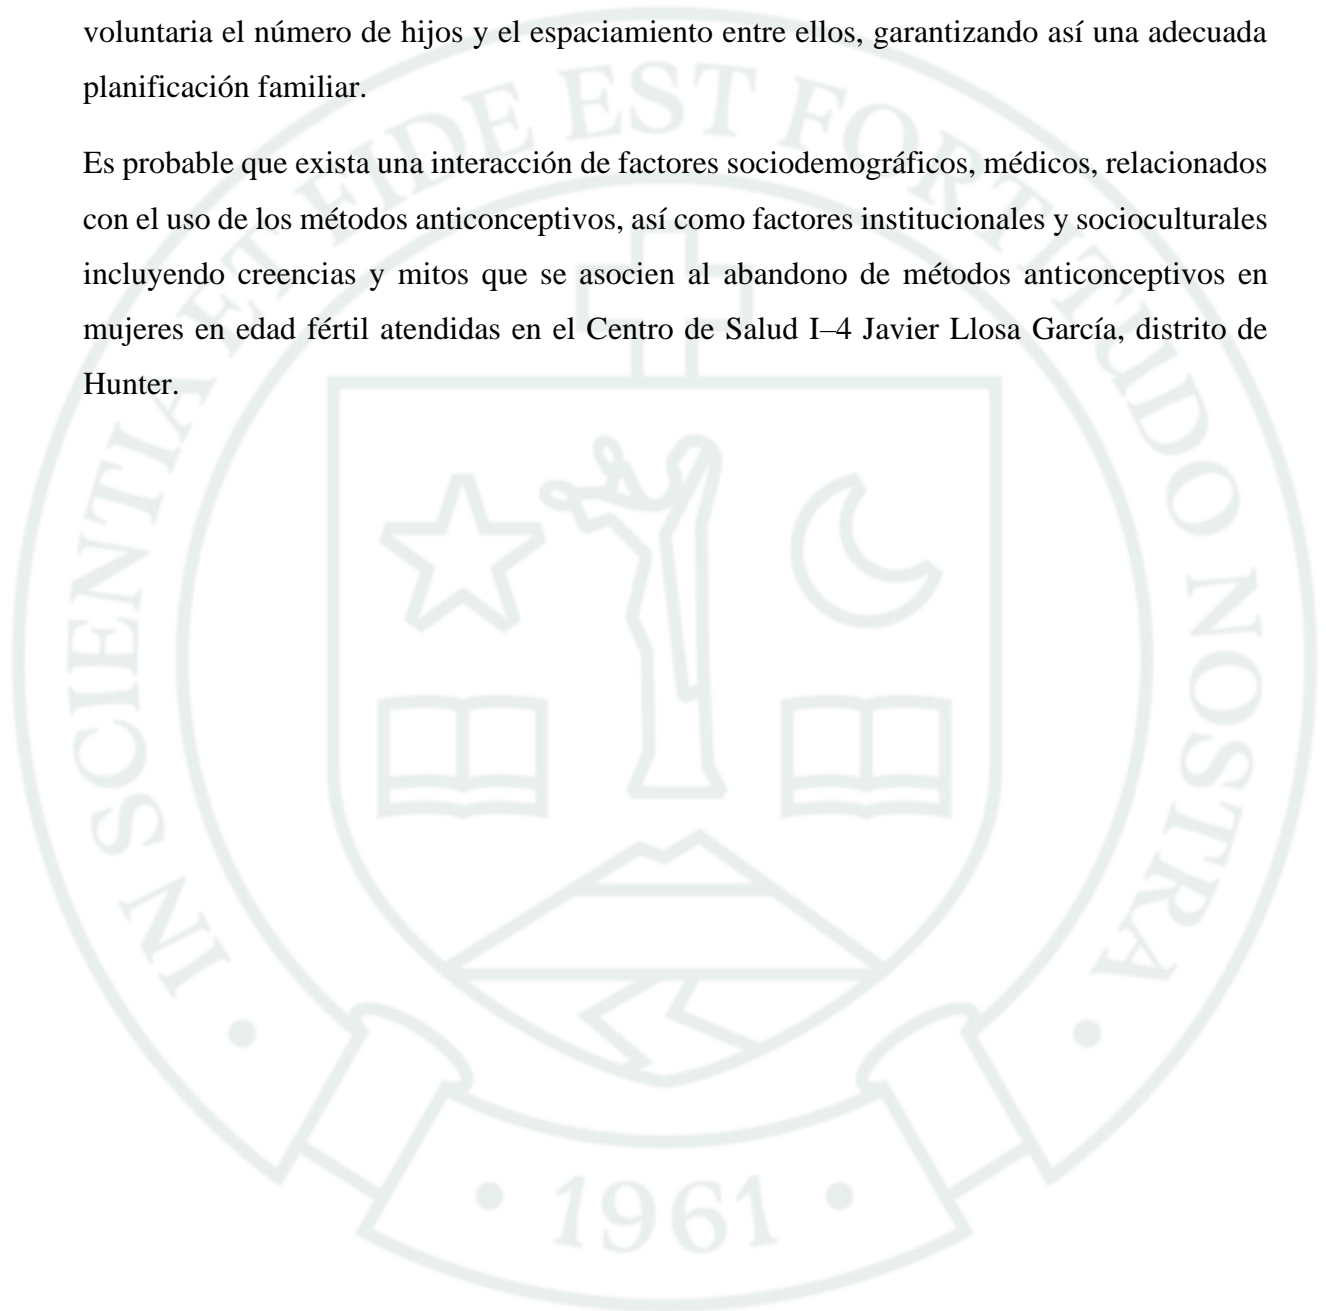 voluntaria el número de hijos y el espaciamiento entre ellos, garantizando así una adecuada
planificación familiar.
Es probable que exista una interacción de factores sociodemográficos, médicos, relacionados
con el uso de los métodos anticonceptivos, así como factores institucionales y socioculturales
incluyendo creencias y mitos que se asocien al abandono de métodos anticonceptivos en
mujeres en edad fértil atendidas en el Centro de Salud I–4 Javier Llosa García, distrito de
Hunter.
IN SCIENTIA ET FIDE EST FORTITUDO NOSTRA
• 1961 •